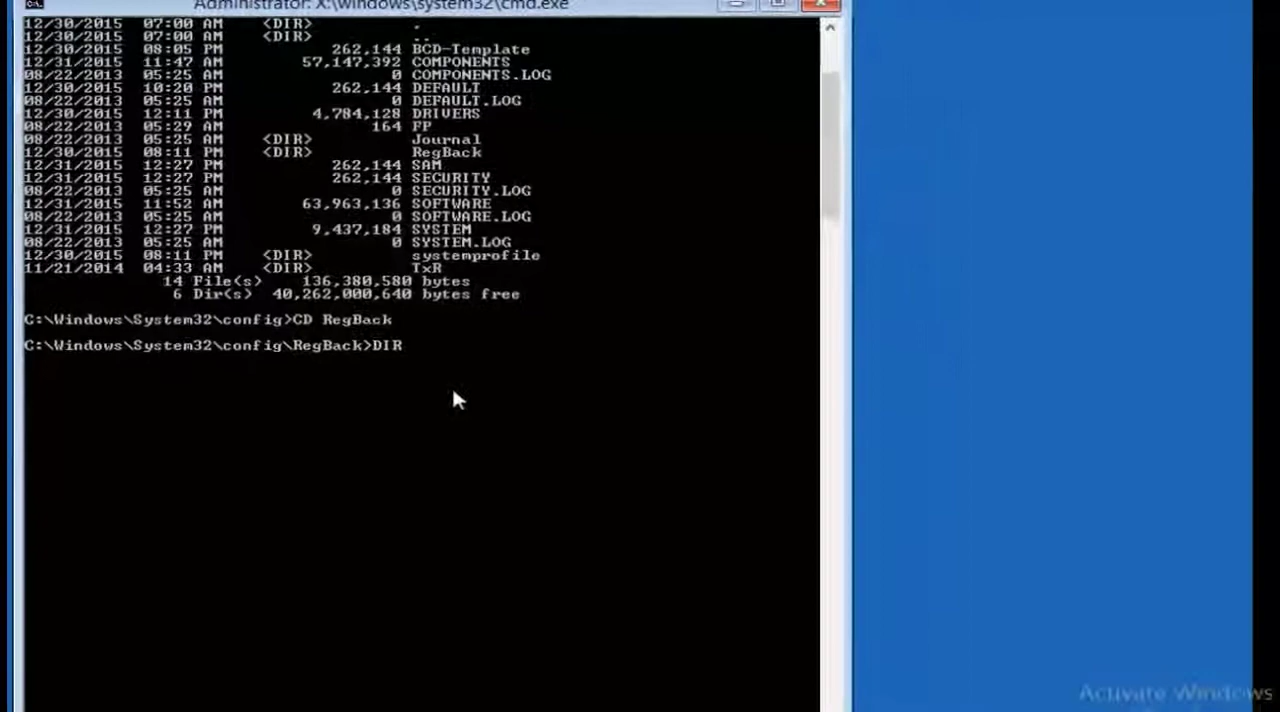 Administrator: X:\windows\system32\cmd.exe
12/30/2015  07:00 AM    <DIR>          .
12/30/2015  07:00 AM    <DIR>          ..
12/30/2015  08:05 PM           262,144 BCD-Template
12/31/2015  11:47 AM        57,147,392 COMPONENTS
08/22/2013  05:25 AM                 0 COMPONENTS.LOG
12/30/2015  10:20 PM           262,144 DEFAULT
08/22/2013  05:25 AM                 0 DEFAULT.LOG
12/30/2015  12:11 PM         4,784,128 DRIVERS
08/22/2013  05:29 AM               164 FP
08/22/2013  05:25 AM    <DIR>          Journal
12/30/2015  08:11 PM    <DIR>          RegBack
12/31/2015  12:27 PM           262,144 SAM
12/31/2015  12:27 PM           262,144 SECURITY
08/22/2013  05:25 AM                 0 SECURITY.LOG
12/31/2015  11:52 AM        63,963,136 SOFTWARE
08/22/2013  05:25 AM                 0 SOFTWARE.LOG
12/31/2015  12:27 PM         9,437,184 SYSTEM
08/22/2013  05:25 AM                 0 SYSTEM.LOG
12/30/2015  08:11 PM    <DIR>          systemprofile
11/21/2014  04:33 AM    <DIR>          TxR
14 File(s)    136,380,580 bytes
6 Dir(s)  40,262,000,640 bytes free
C:\Windows\System32\config>CD RegBack
C:\Windows\System32\config\RegBack>DIR
Activate Windows